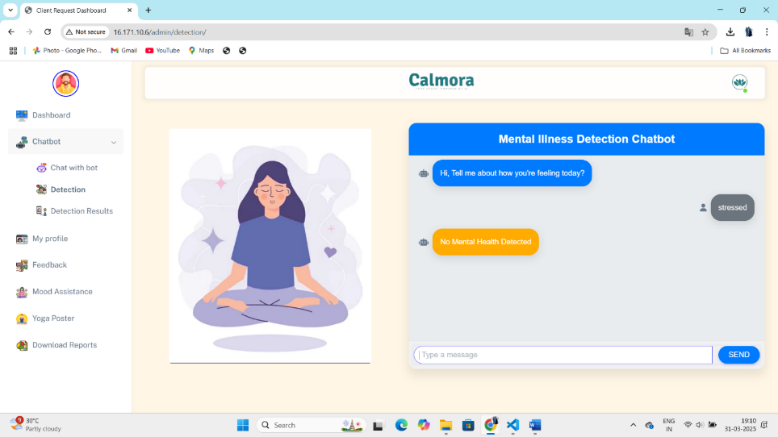 Client Request Dashboard
Not secure
16.171.10.6/admin/detection/
Photo - Google Pho...
Gmail
YouTube
Maps
All Bookmarks
Calmora
Dashboard
Chatbot
Chat with bot
Detection
Detection Results
My profile
Feedback
Mood Assistance
Yoga Poster
Download Reports
Mental Illness Detection Chatbot
Hi, Tell me about how you're feeling today?
stressed
No Mental Health Detected
Type a message
SEND
30°C
Partly cloudy
Search
ENG
IN
19:10
31-03-2025